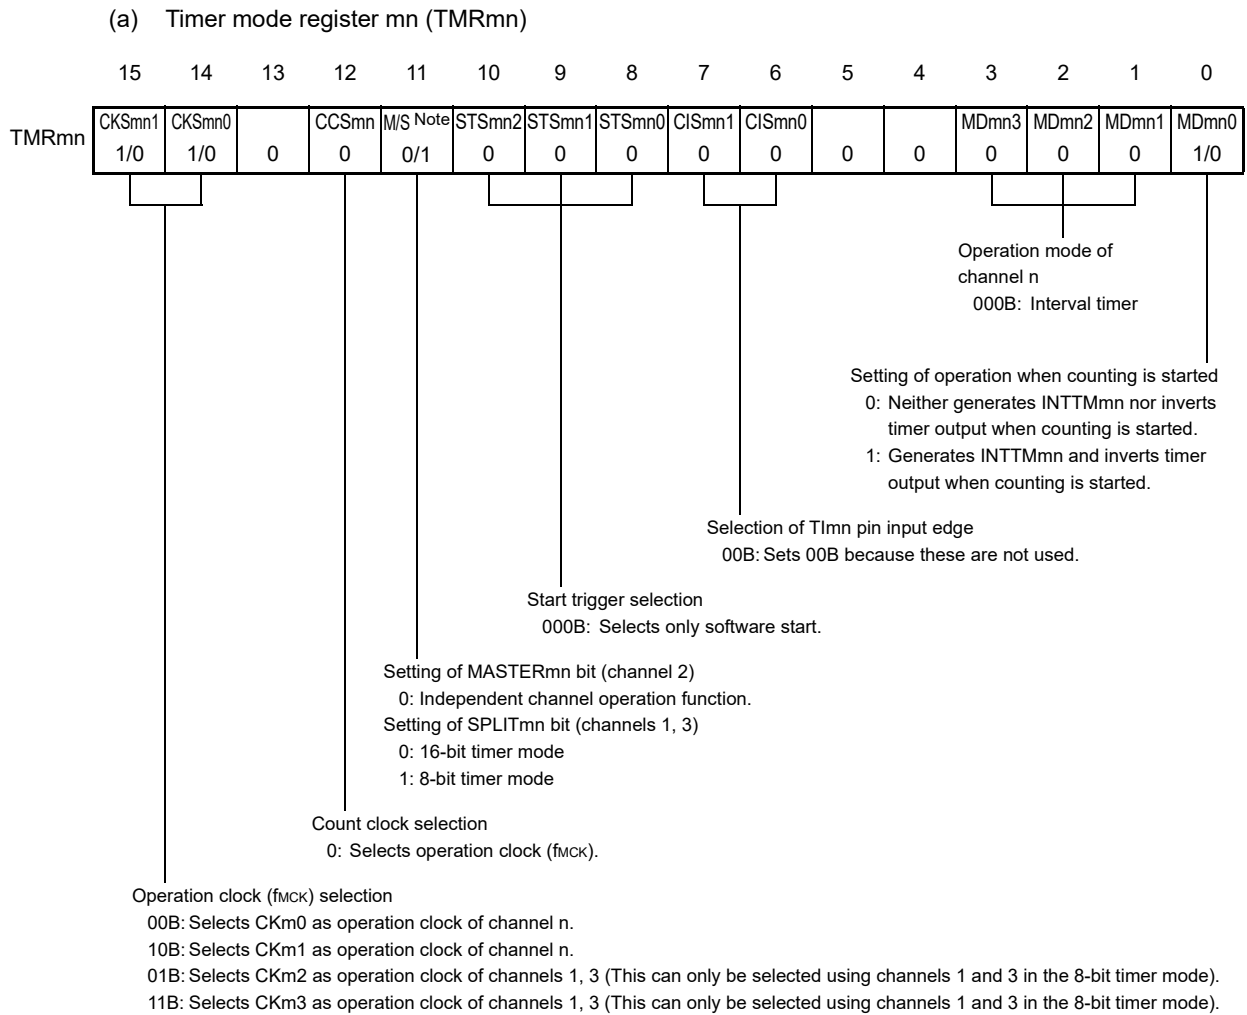 (a) Timer mode register mn (TMRmn)
15 14 13 12 11 10 9 8 7 6 5 4 3 2 1 0
TMRmn
CKSmn1 CKSmn0 CCSmn M/S Note STSmn2 STSmn1 STSmn0 CISmn1 CISmn0 MDmn3 MDmn2 MDmn1 MDmn0
1/0 1/0 0 0 0/1 0 0 0 0 0 0 0 0 0 0 1/0
Operation mode of
channel n
000B: Interval timer
Setting of operation when counting is started
0: Neither generates INTTMmn nor inverts
timer output when counting is started.
1: Generates INTTMmn and inverts timer
output when counting is started.
Selection of TImn pin input edge
00B: Sets 00B because these are not used.
Start trigger selection
000B: Selects only software start.
Setting of MASTERmn bit (channel 2)
0: Independent channel operation function.
Setting of SPLITmn bit (channels 1, 3)
0: 16-bit timer mode
1: 8-bit timer mode
Count clock selection
0: Selects operation clock (fMCK).
Operation clock (fMCK) selection
00B: Selects CKm0 as operation clock of channel n.
10B: Selects CKm1 as operation clock of channel n.
01B: Selects CKm2 as operation clock of channels 1, 3 (This can only be selected using channels 1 and 3 in the 8-bit timer mode).
11B: Selects CKm3 as operation clock of channels 1, 3 (This can only be selected using channels 1 and 3 in the 8-bit timer mode).